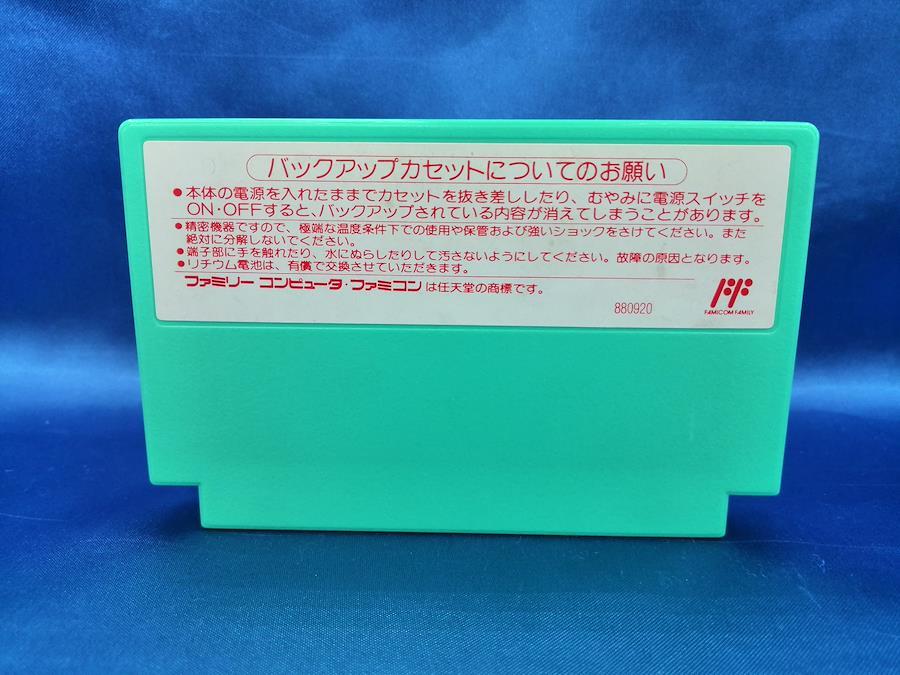 バックアップカセットについてのお願い
●本体の電源を入れたままでカセットを抜き差ししたり、むやみに電源スイッチを
ON・OFFすると、バックアップされている内容が消えてしまうことがあります。
●精密機器ですので、極端な温度条件下での使用や保管および強いショックをさけてください。また
絶対に分解しないでください。
●端子部に手を触れたり、水にぬらしたりして汚さないようにしてください。故障の原因となります。
●リチウム電池は、有償で交換させていただきます。
ファミリー コンピュータ・ファミコンは任天堂の商標です。
880920
FAMICOM FAMILY